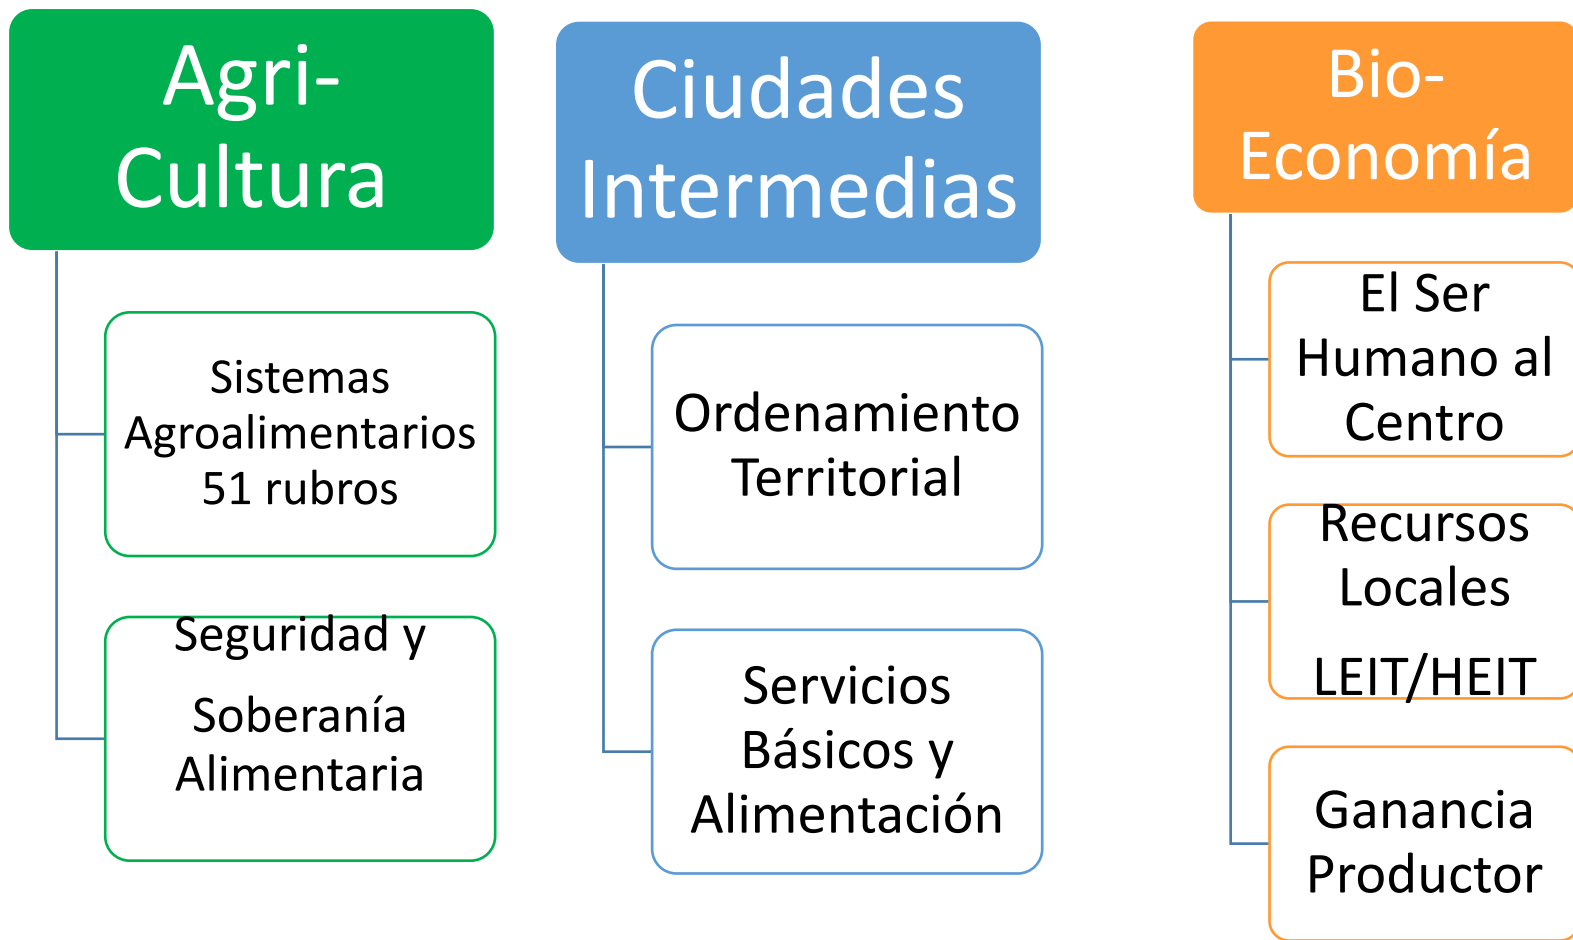 Agri-
Cultura
Sistemas
Agroalimentarios
51 rubros
Seguridad y
Soberanía
Alimentaria
Ciudades
Intermedias
Ordenamiento
Territorial
Servicios
Básicos y
Alimentación
Bio-
Economía
El Ser
Humano al
Centro
Recursos
Locales
LEIT/HEIT
Ganancia
Productor